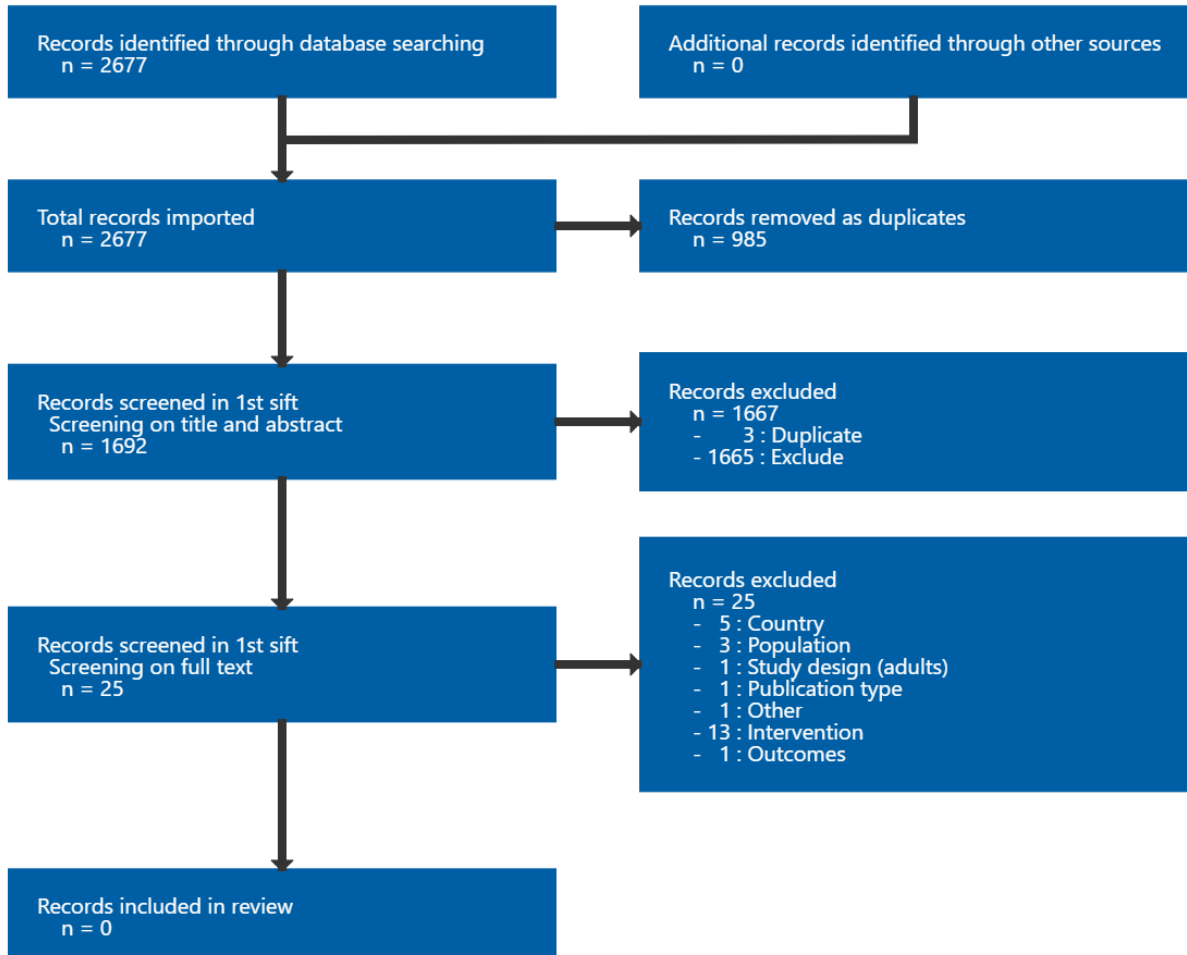 Records identified through database searching
n = 2677
Additional records identified through other sources
n = 0
Total records imported
n = 2677
Records removed as duplicates
n = 985
Records screened in 1st sift
Screening on title and abstract
n = 1692
Records excluded
n = 1667
- 3 : Duplicate
- 1665 : Exclude
Records screened in 1st sift
Screening on full text
n = 25
Records excluded
n = 25
- 5 : Country
- 3 : Population
- 1 : Study design (adults)
- 1 : Publication type
- 1 : Other
- 13 : Intervention
- 1 : Outcomes
Records included in review
n = 0